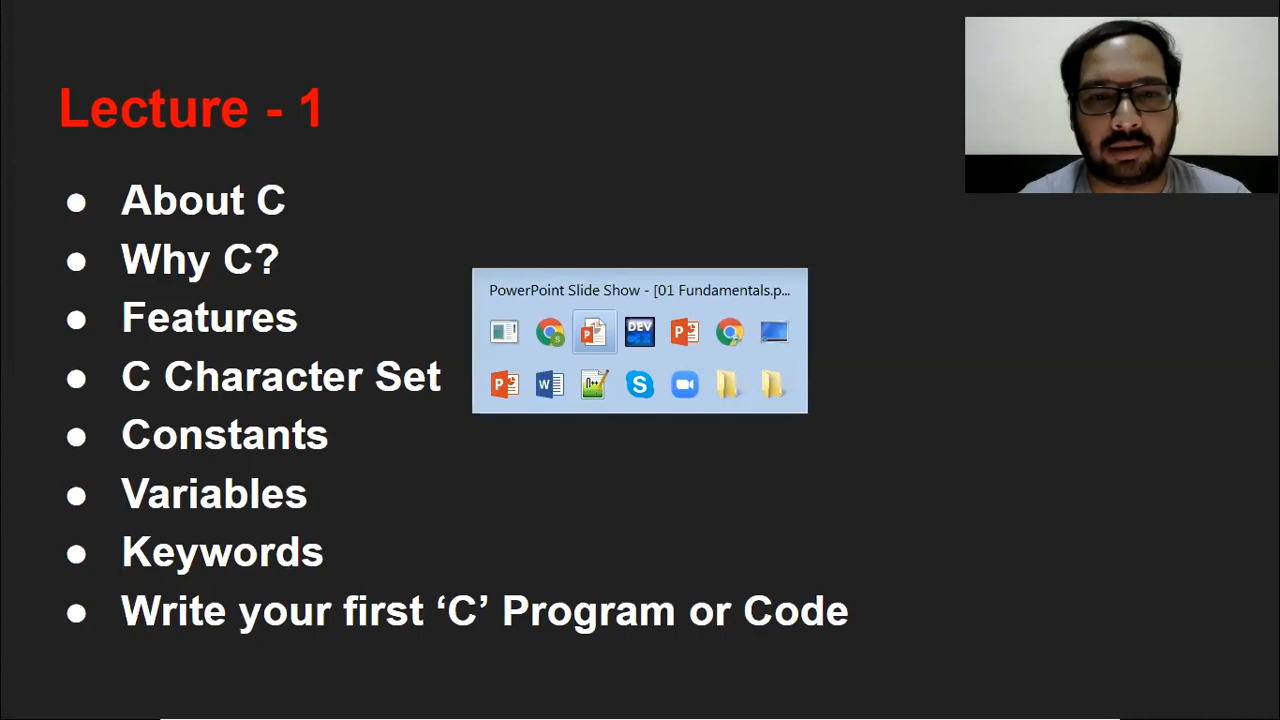 Lecture - 1
● About C
● Why C?
● Features
● C Character Set
● Constants
● Variables
● Keywords
● Write your first ‘C’ Program or Code
PowerPoint Slide Show - [01 Fundamentals.p...
DEV